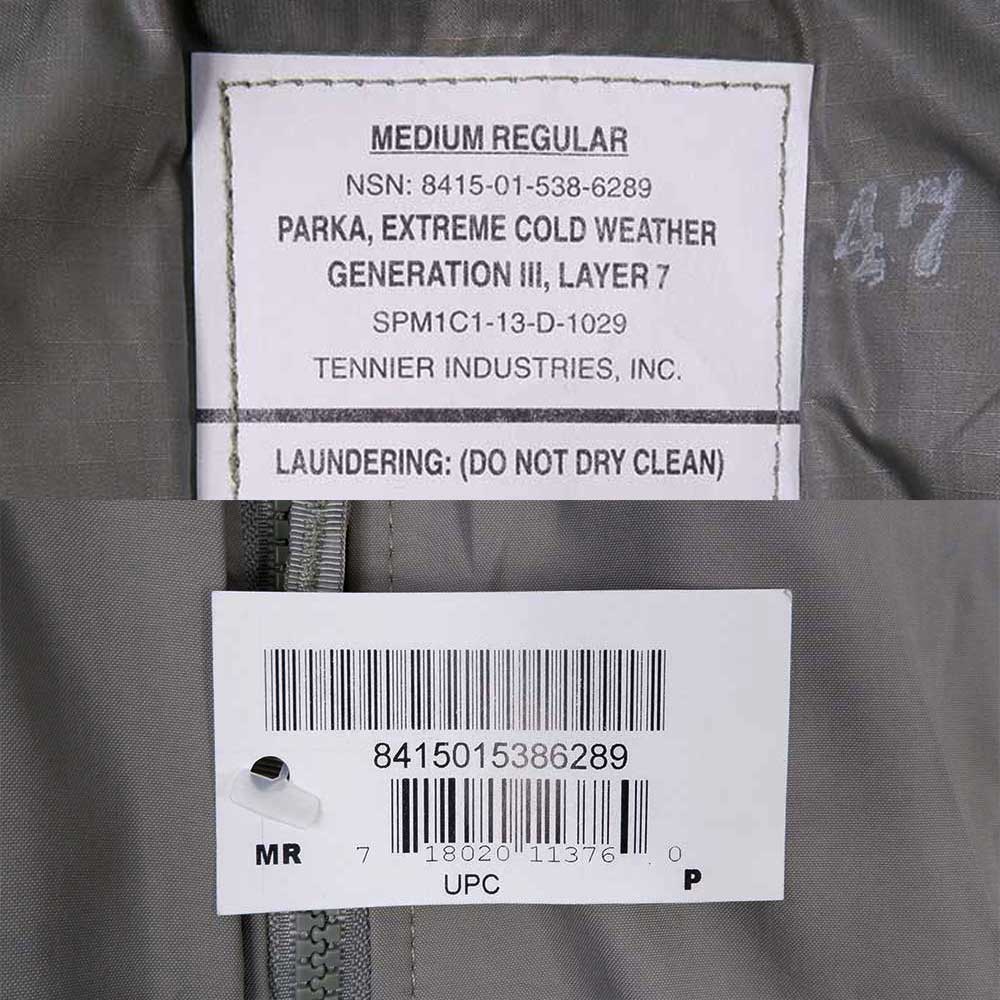 MEDIUM REGULAR
NSN: 8415-01-538-6289
PARKA, EXTREME COLD WEATHER
GENERATION III, LAYER 7
SPM1C1-13-D-1029
TENNIER INDUSTRIES, INC.
LAUNDERING: (DO NOT DRY CLEAN)
47
8415015386289
MR 7 18020 11376 0
UPC P